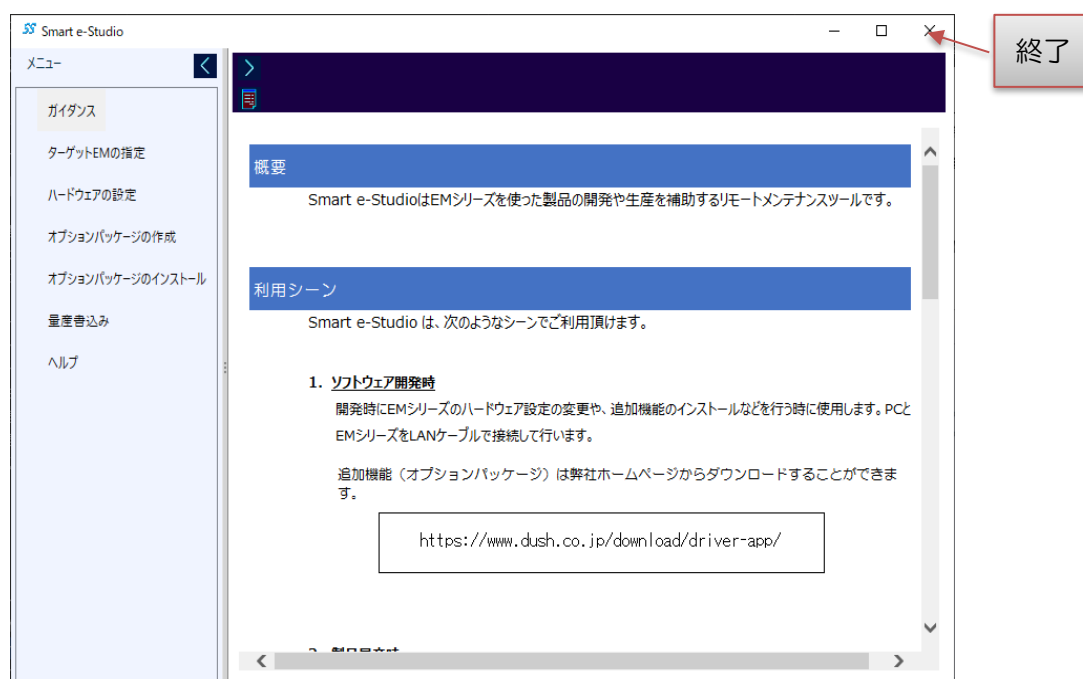 Smart e-Studio
終了
メニュー
ガイダンス
ターゲットEMの指定
ハードウェアの設定
オプションパッケージの作成
オプションパッケージのインストール
量産書込み
ヘルプ
概要
Smart e-StudioはEMシリーズを使った製品の開発や生産を補助するリモートメンテナンスツールです。
利用シーン
Smart e-Studio は、次のようなシーンでご利用頂けます。
1. ソフトウェア開発時
開発時にEMシリーズのハードウェア設定の変更や、追加機能のインストールなどを行う時に使用します。PCと
EMシリーズをLANケーブルで接続して行います。
追加機能（オプションパッケージ）は弊社ホームページからダウンロードすることができま
す。
https://www.dush.co.jp/download/driver-app/